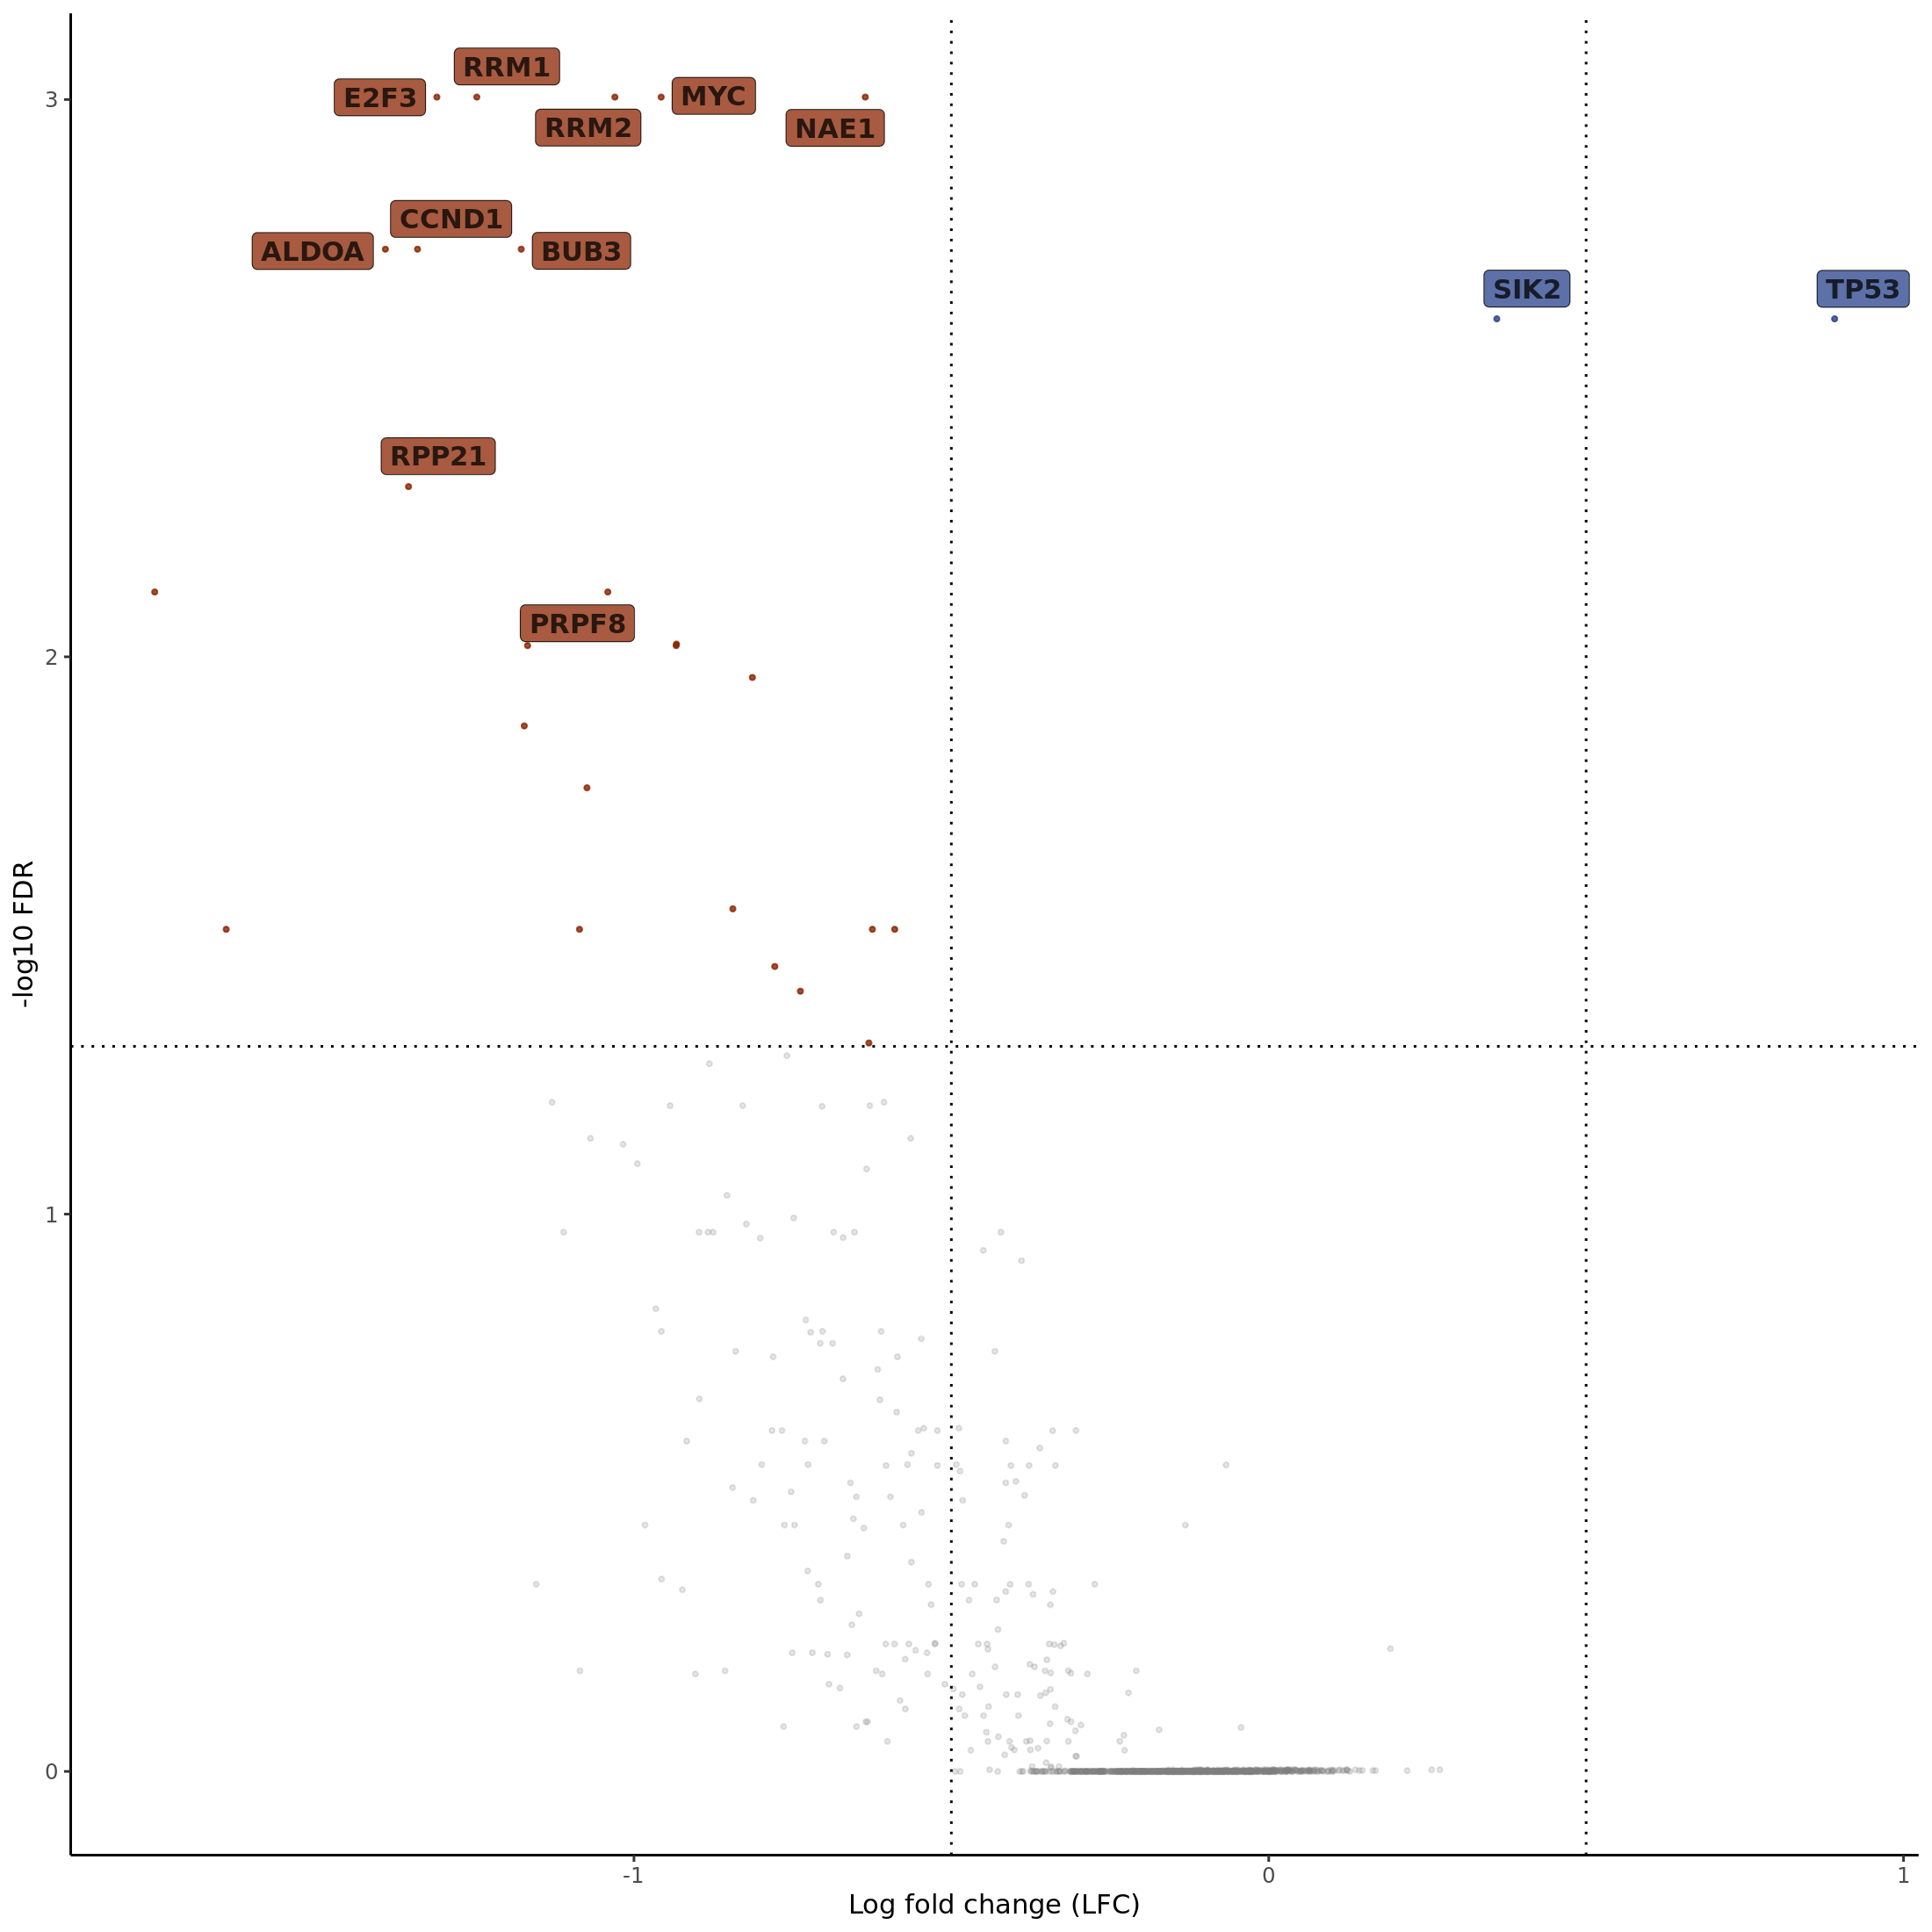 RRM1
E2F3
MYC
RRM2
NAE1
CCND1
ALDOA
BUB3
SIK2
TP53
RPP21
PRPF8
3
2
1
0
-log10 FDR
-1
0
1
Log fold change (LFC)